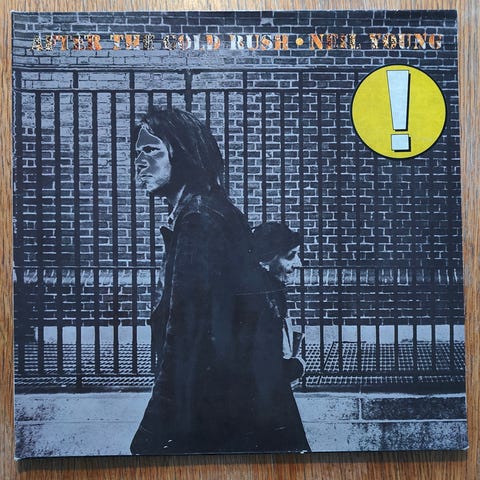 AFTER THE GOLD RUSH • NEIL YOUNG
!